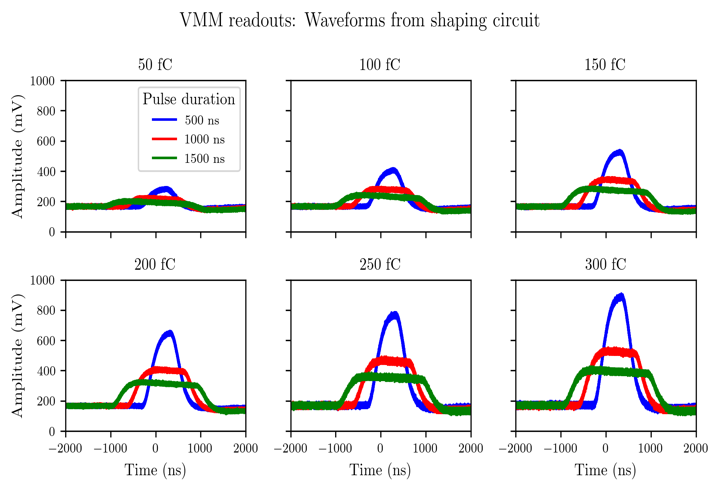 VMM readouts: Waveforms from shaping circuit
50 fC
100 fC
150 fC
Amplitude (mV)
1000
800
600
400
200
0
Pulse duration
500 ns
1000 ns
1500 ns
200 fC
250 fC
300 fC
Amplitude (mV)
1000
800
600
400
200
0
−2000 −1000 0 1000 2000
−2000 −1000 0 1000 2000
−2000 −1000 0 1000 2000
Time (ns)
Time (ns)
Time (ns)